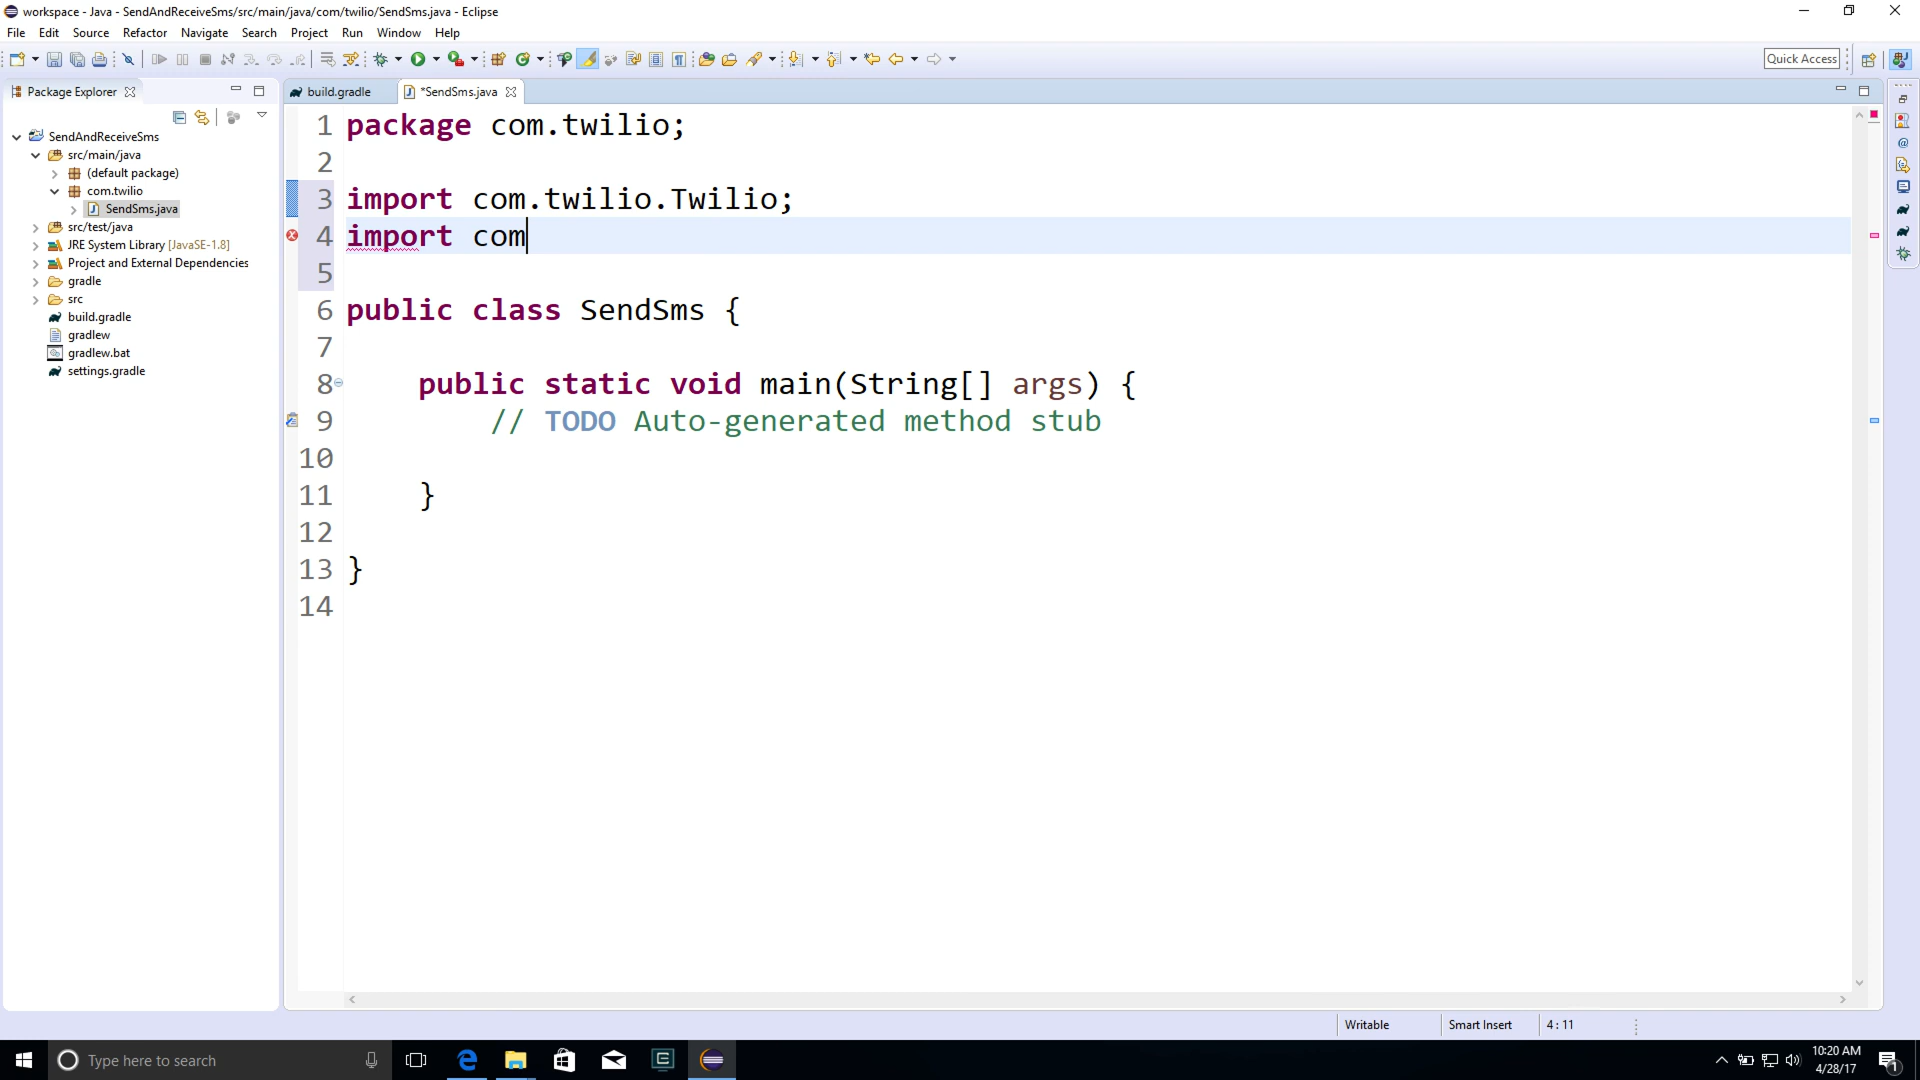 workspace - Java - SendAndReceiveSms/src/main/java/com/twilio/SendSms.java - Eclipse
File Edit Source Refactor Navigate Search Project Run Window Help
Quick Access
Package Explorer
build.gradle
*SendSms.java
SendAndReceiveSms
src/main/java
(default package)
com.twilio
SendSms.java
src/test/java
JRE System Library [JavaSE-1.8]
Project and External Dependencies
gradle
src
build.gradle
gradlew
gradlew.bat
settings.gradle
1 package com.twilio;
2
3 import com.twilio.Twilio;
4 import com
5
6 public class SendSms {
7
8 public static void main(String[] args) {
9 // TODO Auto-generated method stub
10
11 }
12
13 }
14
Writable Smart Insert 4 : 11
Type here to search
10:20 AM
4/28/17
1